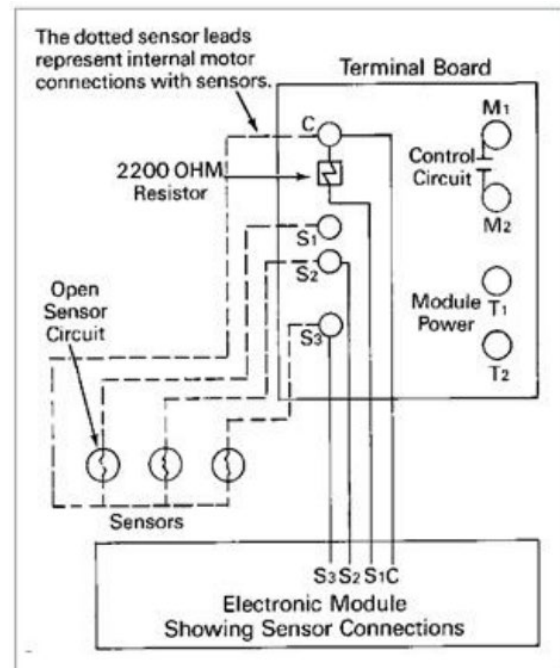 The dotted sensor leads
represent internal motor
connections with sensors.
Terminal Board
C
M1
Control
Circuit
2200 OHM
Resistor
M2
S1
S2
Open
Sensor
Circuit
Module
Power
T1
S3
T2
Sensors
S3 S2 S1 C
Electronic Module
Showing Sensor Connections